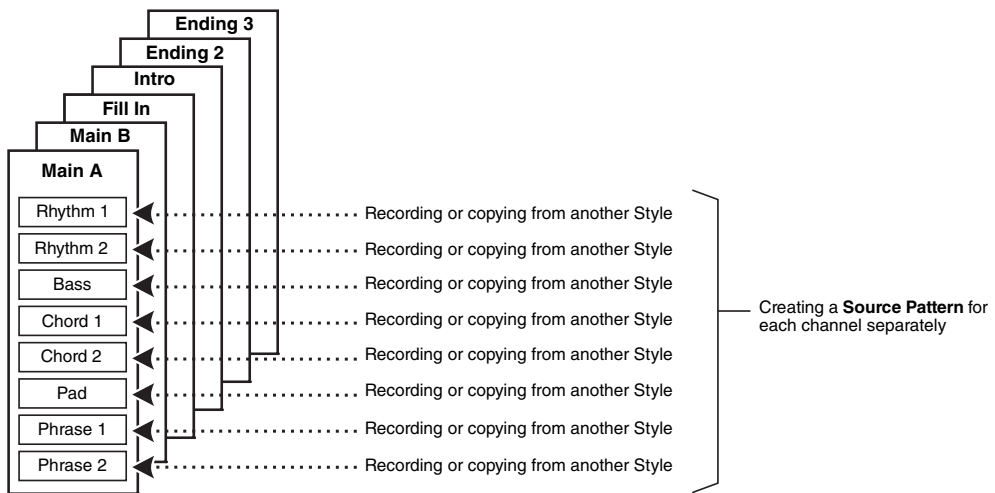 Ending 3
Ending 2
Intro
Fill In
Main B
Main A
Rhythm 1 Recording or copying from another Style
Rhythm 2 Recording or copying from another Style
Bass Recording or copying from another Style
Chord 1 Recording or copying from another Style
Chord 2 Recording or copying from another Style
Pad Recording or copying from another Style
Phrase 1 Recording or copying from another Style
Phrase 2 Recording or copying from another Style
Creating a Source Pattern for
each channel separately